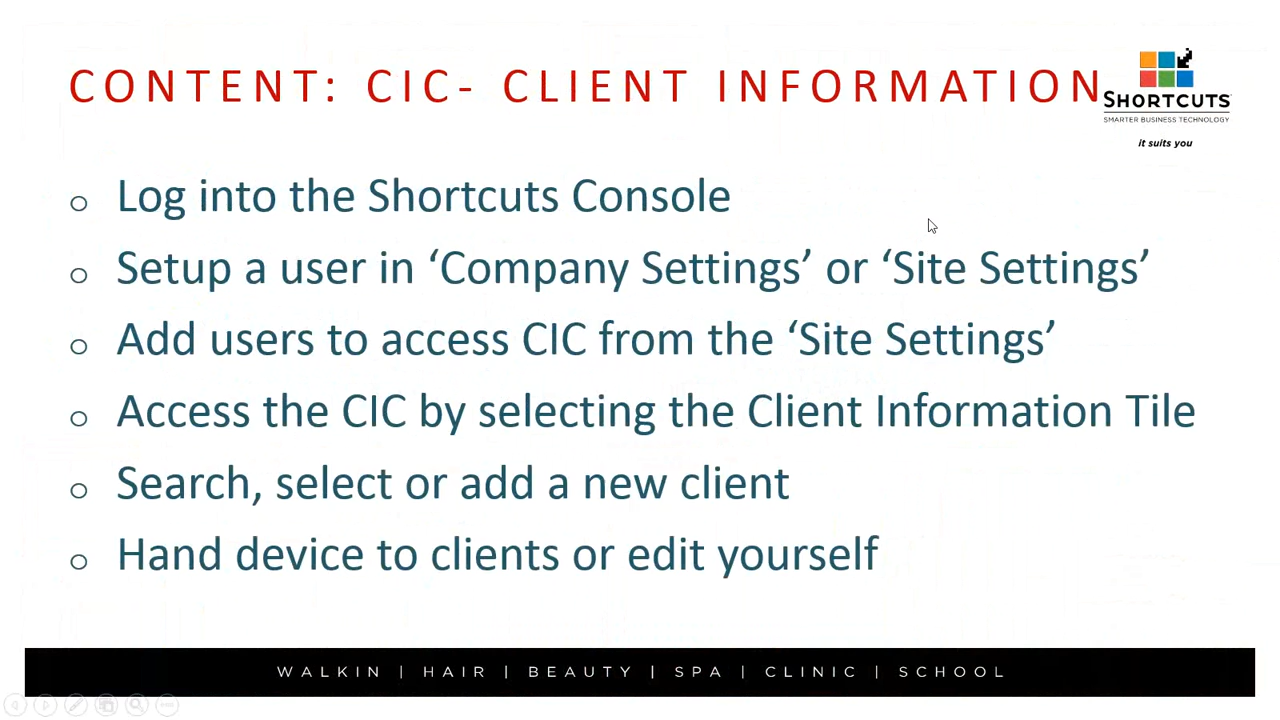 CONTENT: CIC- CLIENT INFORMATION
SHORTCUTS
SMARTER BUSINESS TECHNOLOGY
it suits you
Log into the Shortcuts Console
Setup a user in ‘Company Settings’ or ‘Site Settings’
Add users to access CIC from the ‘Site Settings’
Access the CIC by selecting the Client Information Tile
Search, select or add a new client
Hand device to clients or edit yourself
WALKIN | HAIR | BEAUTY | SPA | CLINIC | SCHOOL